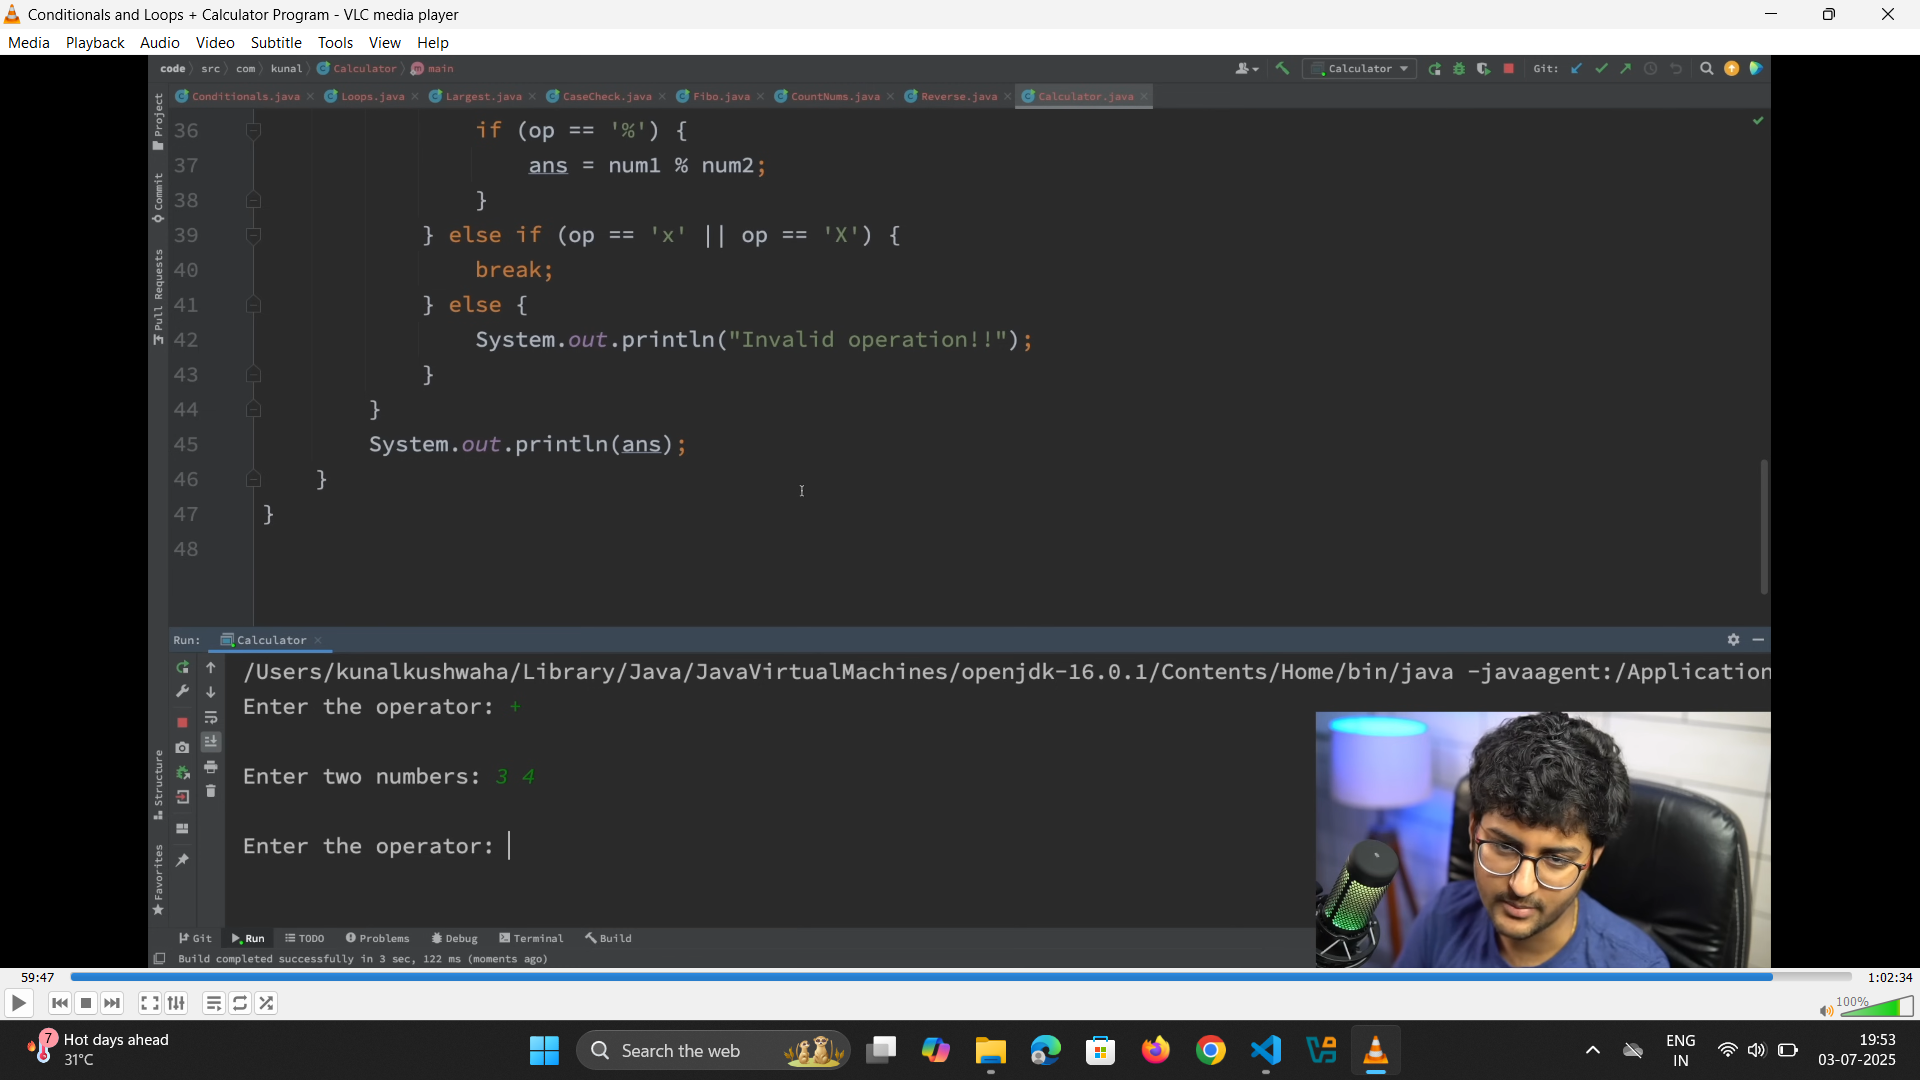 Conditionals and Loops + Calculator Program - VLC media player
Media Playback Audio Video Subtitle Tools View Help
code src com kunal Calculator main
Calculator Git:
Conditionals.java Loops.java Largest.java CaseCheck.java Fibo.java CountNums.java Reverse.java Calculator.java
Project
Commit
Pull Requests
36 if (op == '%') {
37 ans = num1 % num2;
38 }
39 } else if (op == 'x' || op == 'X') {
40 break;
41 } else {
42 System.out.println("Invalid operation!!");
43 }
44 }
45 System.out.println(ans);
46 }
47 }
48
Run: Calculator
/Users/kunalkushwaha/Library/Java/JavaVirtualMachines/openjdk-16.0.1/Contents/Home/bin/java -javaagent:/Application
Enter the operator: +
Enter two numbers: 3 4
Enter the operator:
Structure
Favorites
Git Run TODO Problems Debug Terminal Build
Build completed successfully in 3 sec, 122 ms (moments ago)
59:47 1:02:34
100%
7 Hot days ahead
31°C
Search the web
ENG
IN
19:53
03-07-2025